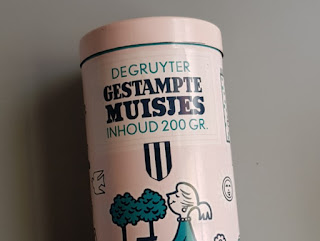 DEGRUYTER
GESTAMPTE
MUISJES
INHOUD 200 GR.